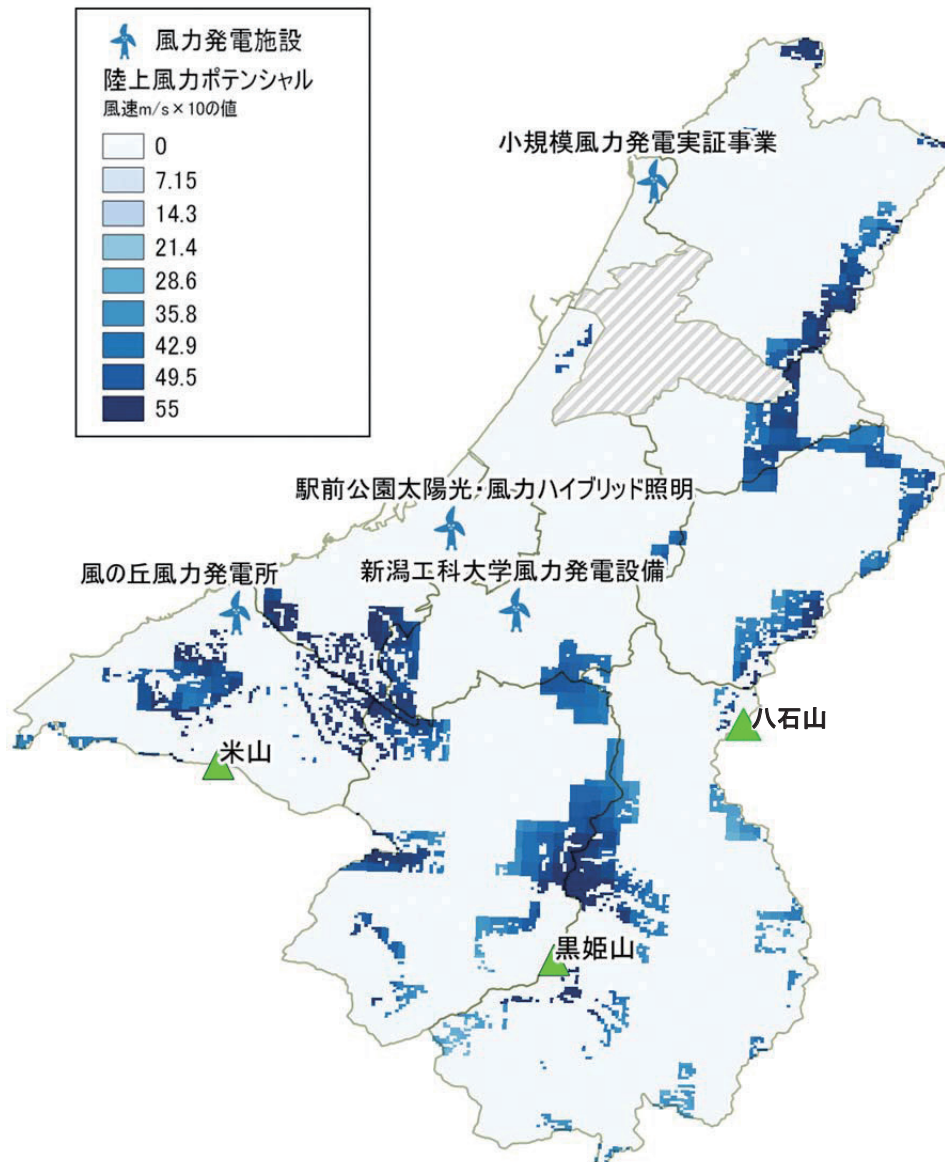 風力発電施設
陸上風力ポテンシャル
風速m/s×10の値
0
7.15
14.3
21.4
28.6
35.8
42.9
49.5
55
小規模風力発電実証事業
駅前公園太陽光・風力ハイブリッド照明
風の丘風力発電所
新潟工科大学風力発電設備
八石山
米山
黒姫山